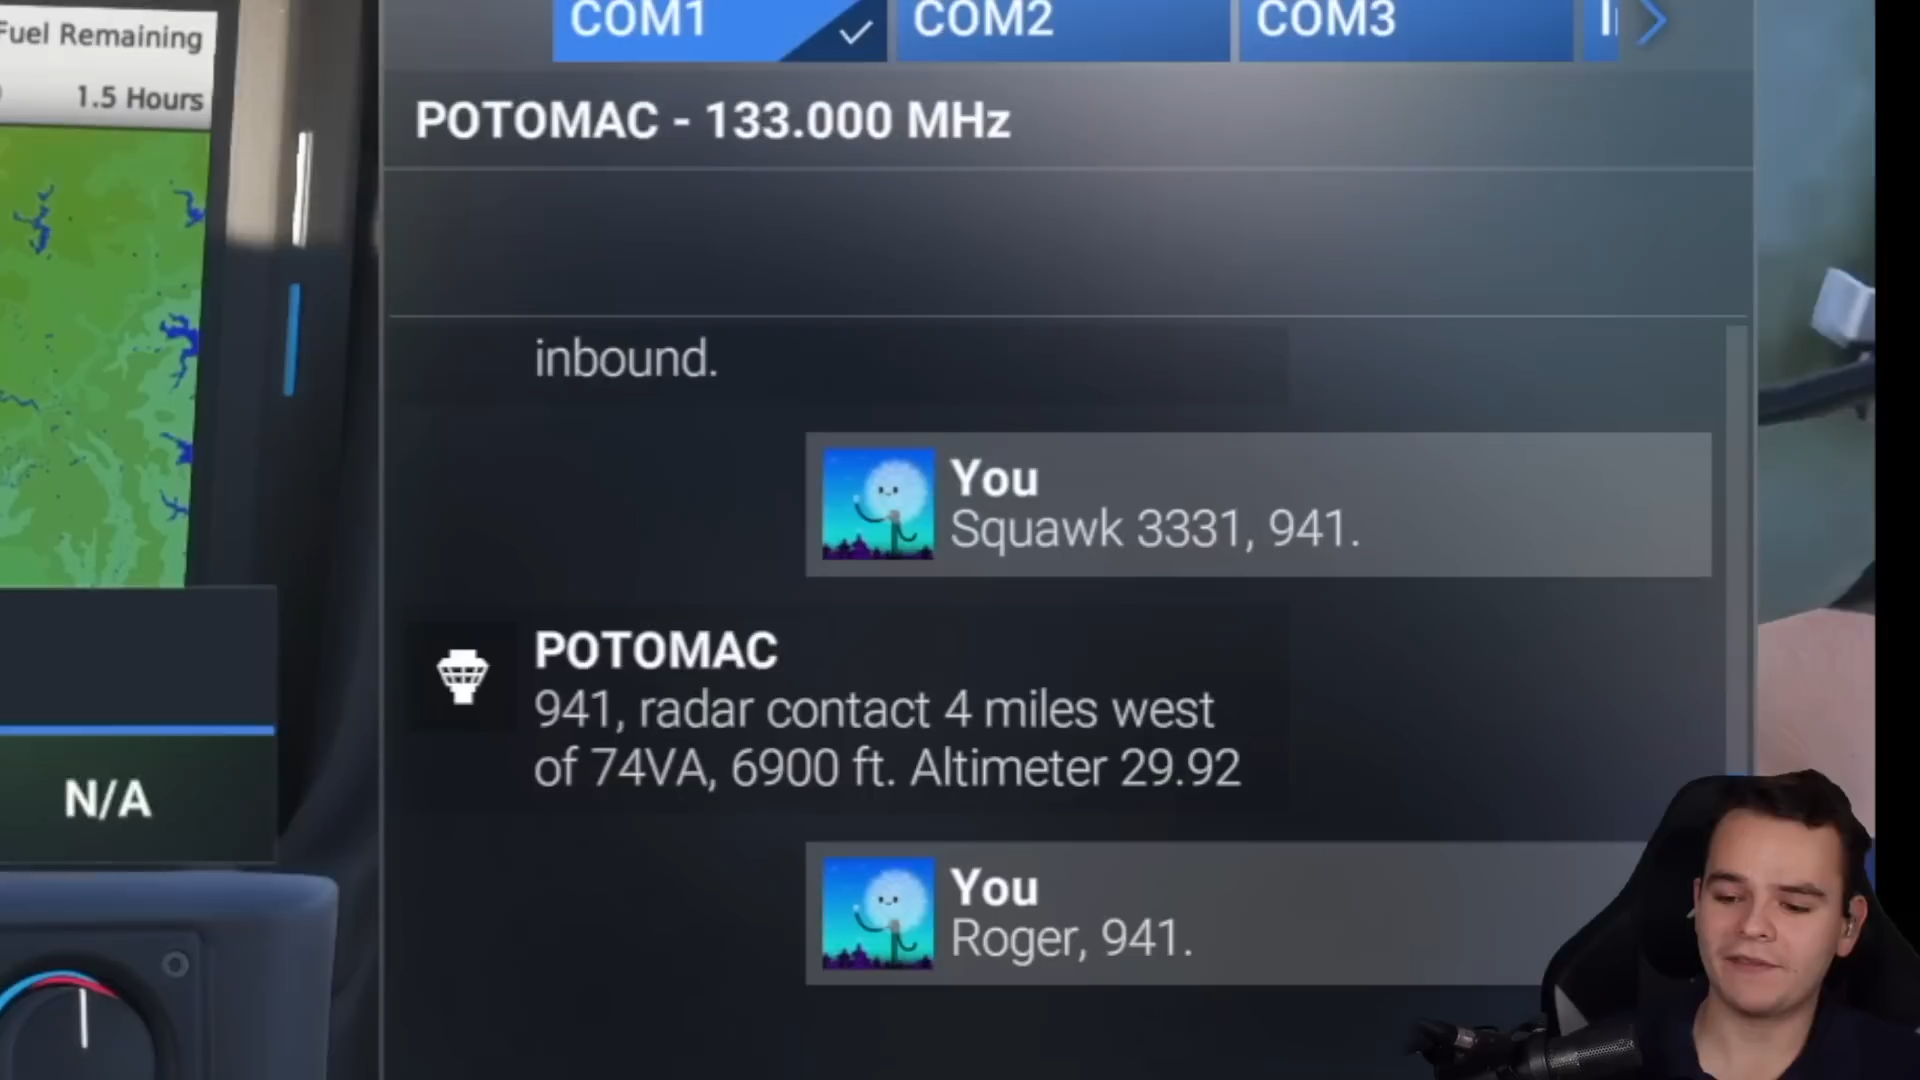 Fuel Remaining
1.5 Hours
COM1
COM2
COM3
POTOMAC - 133.000 MHz
inbound.
You
Squawk 3331, 941.
POTOMAC
941, radar contact 4 miles west
of 74VA, 6900 ft. Altimeter 29.92
You
Roger, 941.
N/A